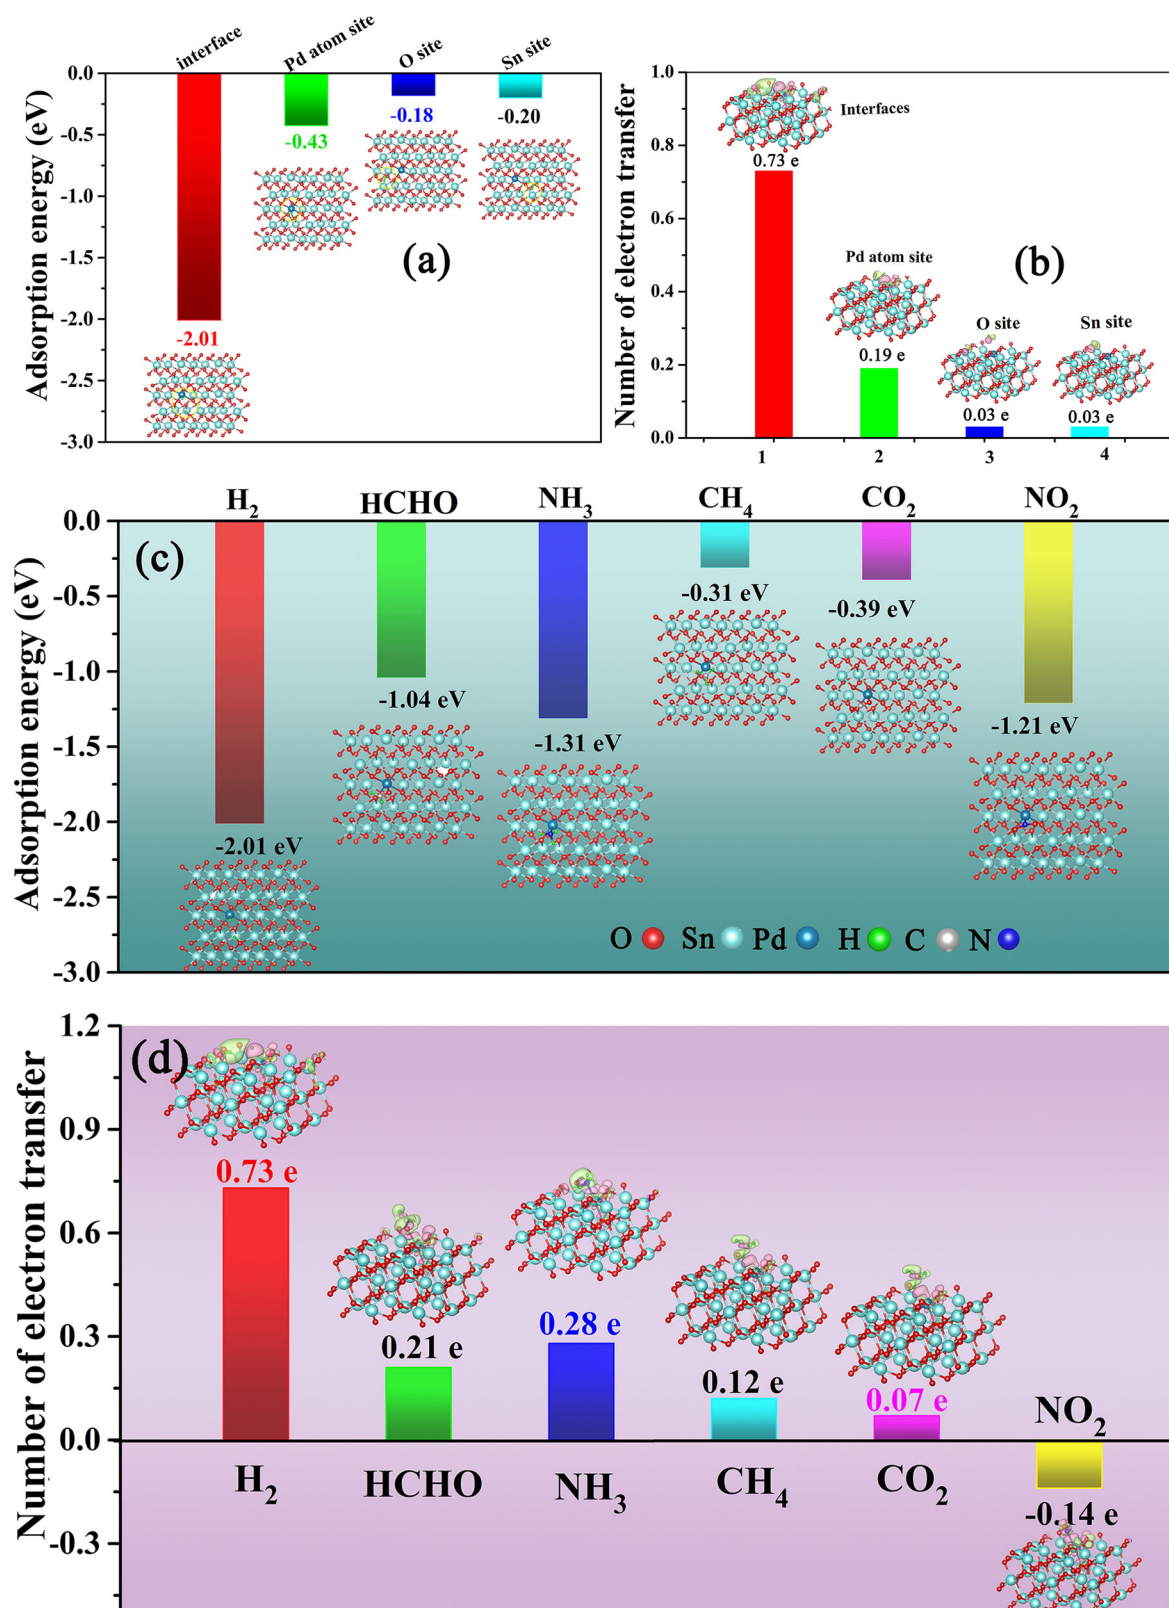 interface
Pd atom site
O site
Sn site
Adsorption energy (eV)
0.0
-0.5
-1.0
-1.5
-2.0
-2.5
-3.0
-2.01
-0.43
-0.18
-0.20
(a)
Number of electron transfer
1.0
0.8
0.6
0.4
0.2
0.0
Interfaces
0.73 e
Pd atom site
0.19 e
O site
0.03 e
Sn site
0.03 e
(b)
1
2
3
4
H2
HCHO
NH3
CH4
CO2
NO2
(c)
Adsorption energy (eV)
0.0
-0.5
-1.0
-1.5
-2.0
-2.5
-3.0
-2.01 eV
-1.04 eV
-1.31 eV
-0.31 eV
-0.39 eV
-1.21 eV
O Sn Pd H C N
(d)
Number of electron transfer
1.2
0.9
0.6
0.3
0.0
-0.3
0.73 e
0.21 e
0.28 e
0.12 e
0.07 e
-0.14 e
H2
HCHO
NH3
CH4
CO2
NO2